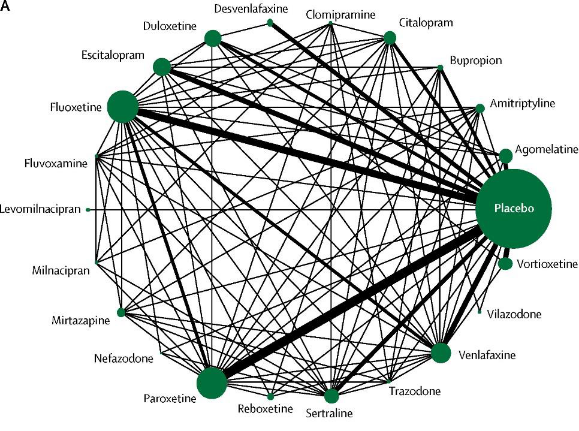 A
Desvenlafaxine
Clomipramine
Duloxetine
Citalopram
Escitalopram
Bupropion
Fluoxetine
Amitriptyline
Fluvoxamine
Agomelatine
Levomilnacipran
Placebo
Milnacipran
Vortioxetine
Mirtazapine
Vilazodone
Nefazodone
Venlafaxine
Paroxetine
Trazodone
Reboxetine
Sertraline